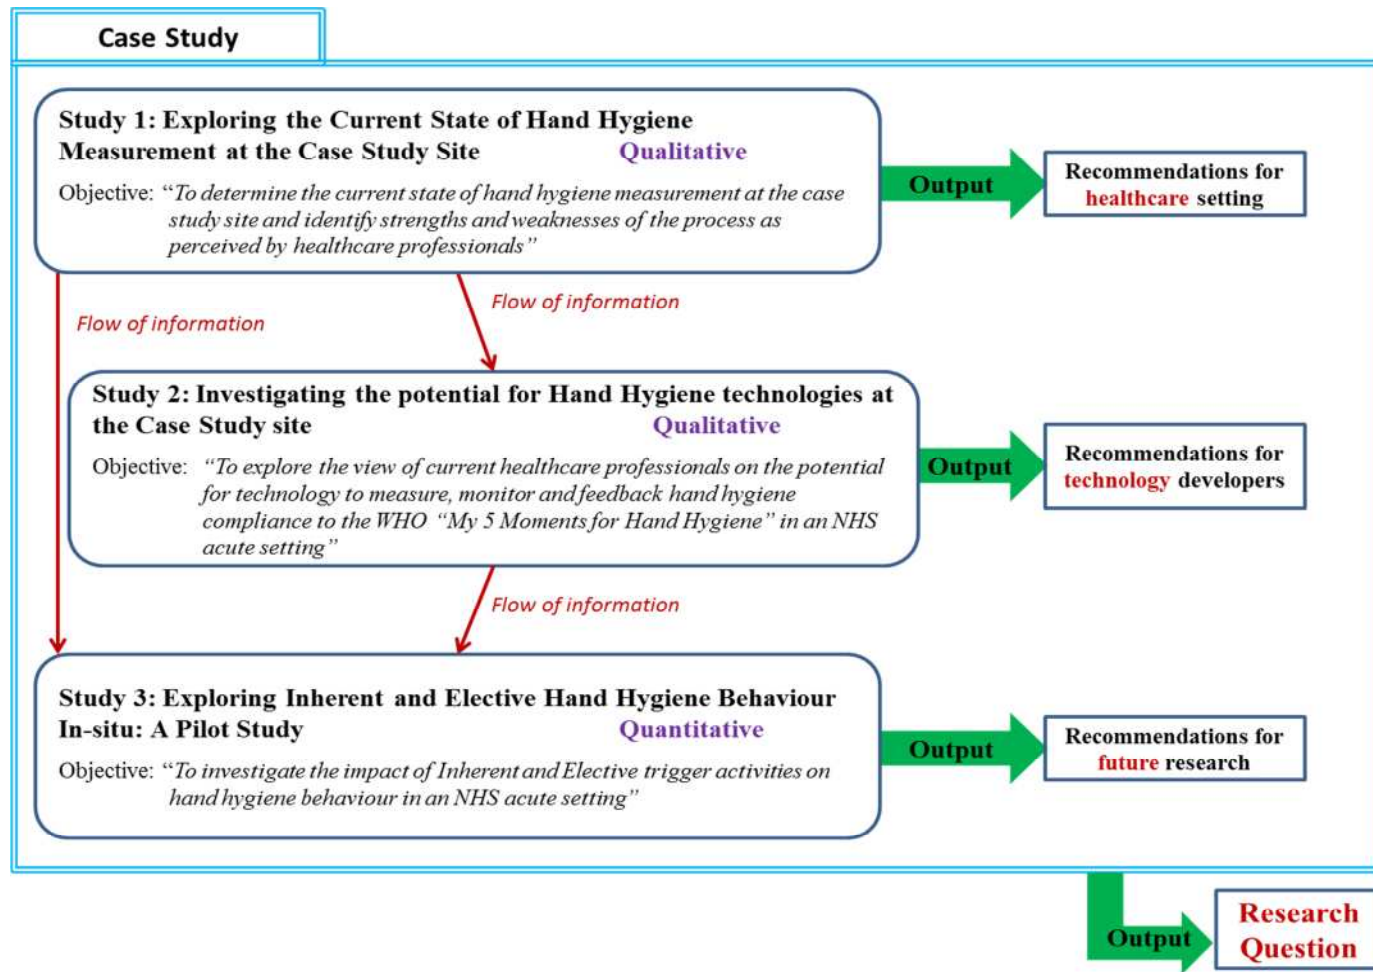 Case Study
Study 1: Exploring the Current State of Hand Hygiene
Measurement at the Case Study Site Qualitative
Objective: “To determine the current state of hand hygiene measurement at the case
study site and identify strengths and weaknesses of the process as
perceived by healthcare professionals”
Output
Recommendations for
healthcare setting
Flow of information
Flow of information
Study 2: Investigating the potential for Hand Hygiene technologies at
the Case Study site Qualitative
Objective: “To explore the view of current healthcare professionals on the potential
for technology to measure, monitor and feedback hand hygiene
compliance to the WHO “My 5 Moments for Hand Hygiene” in an NHS
acute setting”
Output
Recommendations for
technology developers
Flow of information
Study 3: Exploring Inherent and Elective Hand Hygiene Behaviour
In-situ: A Pilot Study Quantitative
Objective: “To investigate the impact of Inherent and Elective trigger activities on
hand hygiene behaviour in an NHS acute setting”
Output
Recommendations for
future research
Output
Research
Question